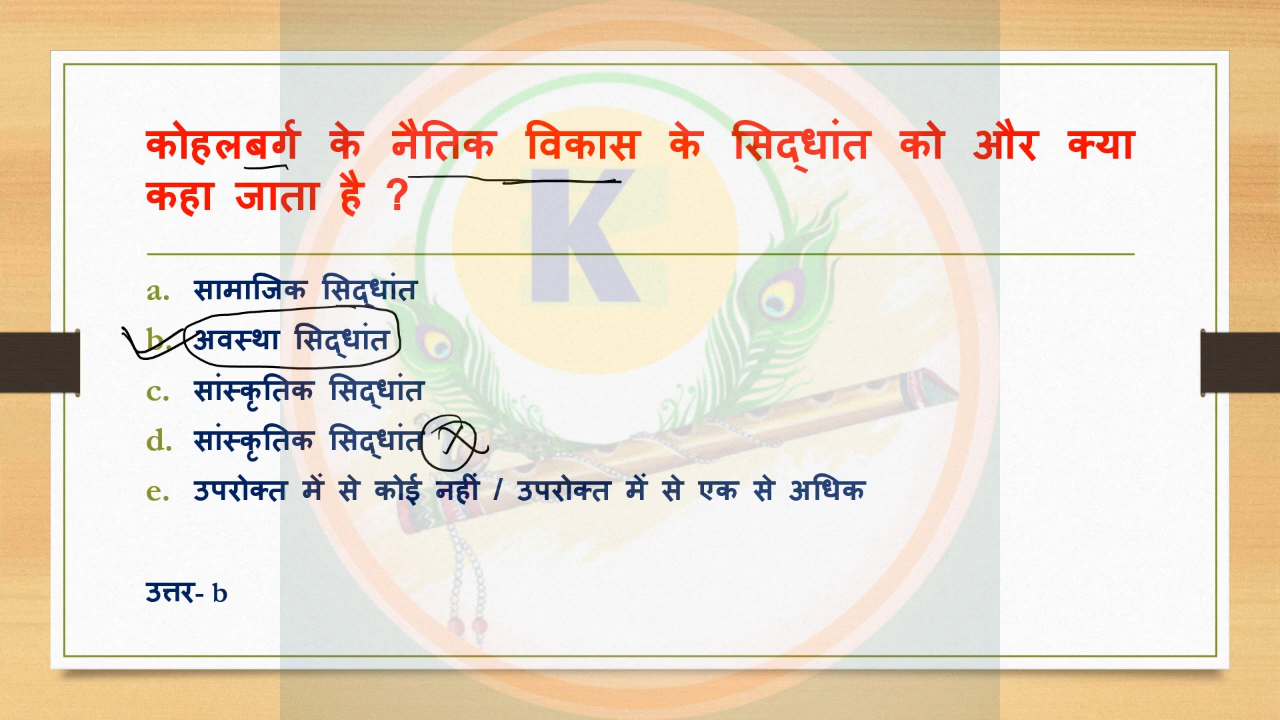 कोहलबर्ग के नैतिक विकास के सिद्धांत को और क्या
कहा जाता है ?
a. सामाजिक सिद्धांत
b. अवस्था सिद्धांत
c. सांस्कृतिक सिद्धांत
d. सांस्कृतिक सिद्धांत
e. उपरोक्त में से कोई नहीं / उपरोक्त में से एक से अधिक
उत्तर- b
K